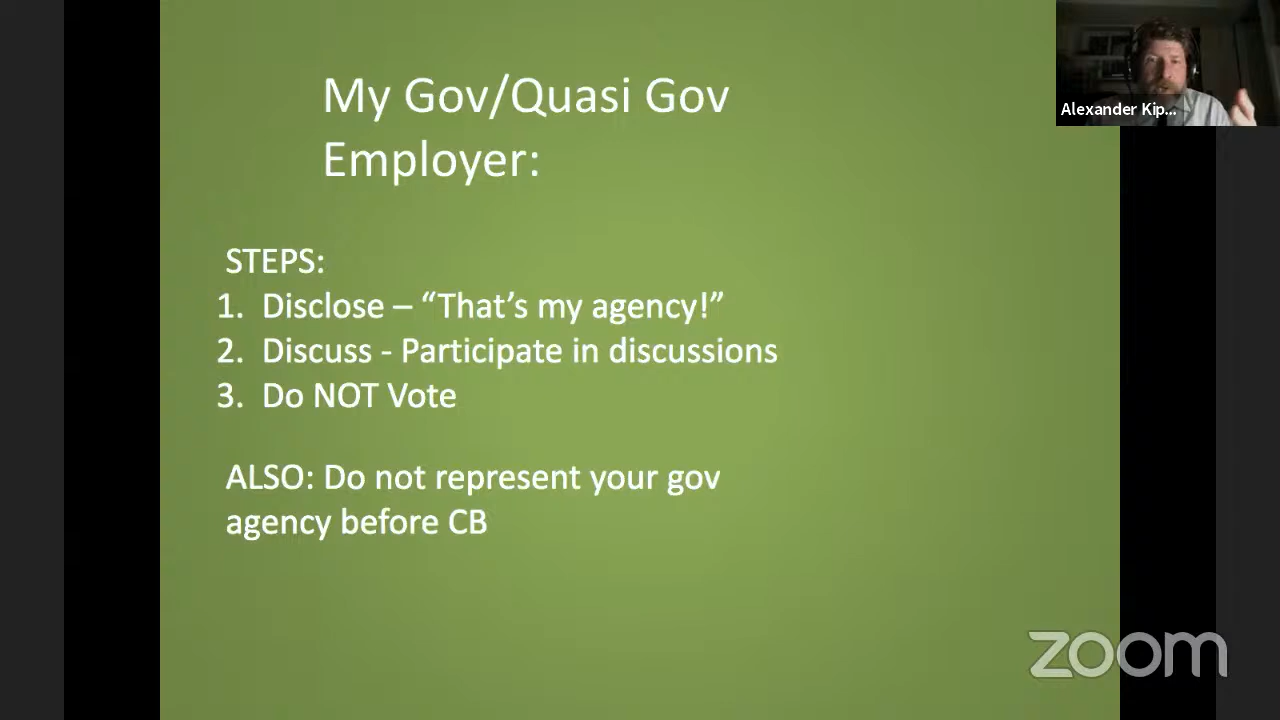 My Gov/Quasi Gov
Employer:
STEPS:
1. Disclose – “That’s my agency!”
2. Discuss - Participate in discussions
3. Do NOT Vote
ALSO: Do not represent your gov
agency before CB
Alexander Kip...
zoom